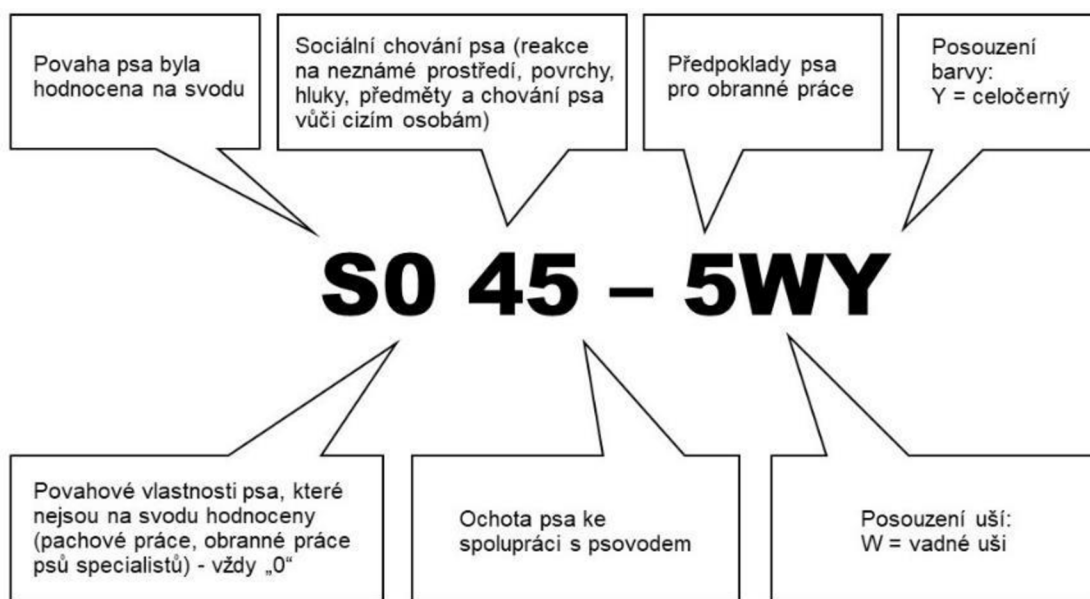 Povaha psa byla
hodnocena na svodu
Sociální chování psa (reakce
na neznámé prostředí, povrchy,
hluky, předměty a chování psa
vůči cizím osobám)
Předpoklady psa
pro obranné práce
Posouzení
barvy:
Y = celočerný
S0 45 – 5WY
Povahové vlastnosti psa, které
nejsou na svodu hodnoceny
(pachové práce, obranné práce
psů specialistů) - vždy „0“
Ochota psa ke
spolupráci s psovodem
Posouzení uší:
W = vadné uši